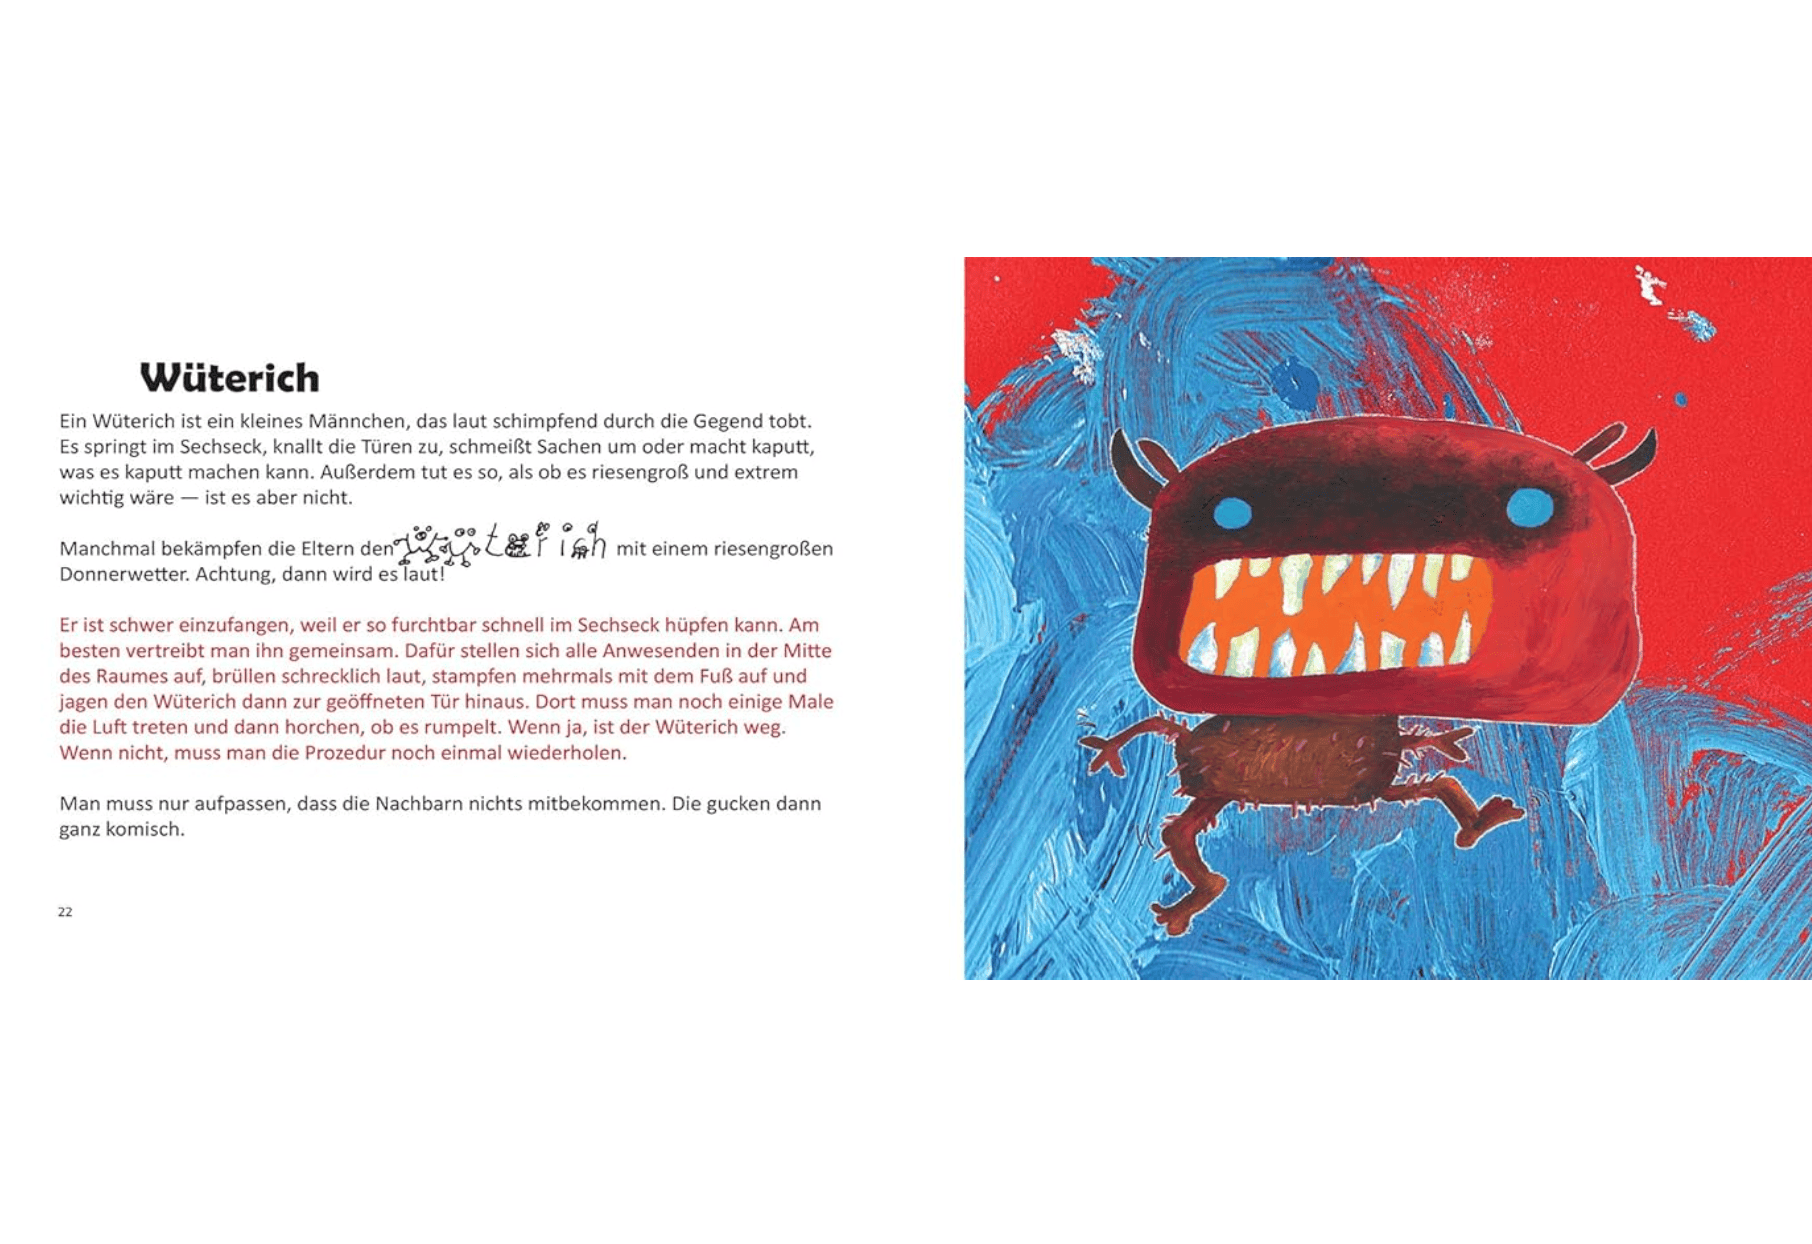 Wüterich
Ein Wüterich ist ein kleines Männchen, das laut schimpfend durch die Gegend tobt.
Es springt im Sechseck, knallt die Türen zu, schmeißt Sachen um oder macht kaputt,
was es kaputt machen kann. Außerdem tut es so, als ob es riesengroß und extrem
wichtig wäre — ist es aber nicht.
Manchmal bekämpfen die Eltern den wüterich mit einem riesengroßen
Donnerwetter. Achtung, dann wird es laut!
Er ist schwer einzufangen, weil er so furchtbar schnell im Sechseck hüpfen kann. Am
besten vertreibt man ihn gemeinsam. Dafür stellen sich alle Anwesenden in der Mitte
des Raumes auf, brüllen schrecklich laut, stampfen mehrmals mit dem Fuß auf und
jagen den Wüterich dann zur geöffneten Tür hinaus. Dort muss man noch einige Male
die Luft treten und dann horchen, ob es rumpelt. Wenn ja, ist der Wüterich weg.
Wenn nicht, muss man die Prozedur noch einmal wiederholen.
Man muss nur aufpassen, dass die Nachbarn nichts mitbekommen. Die gucken dann
ganz komisch.
22